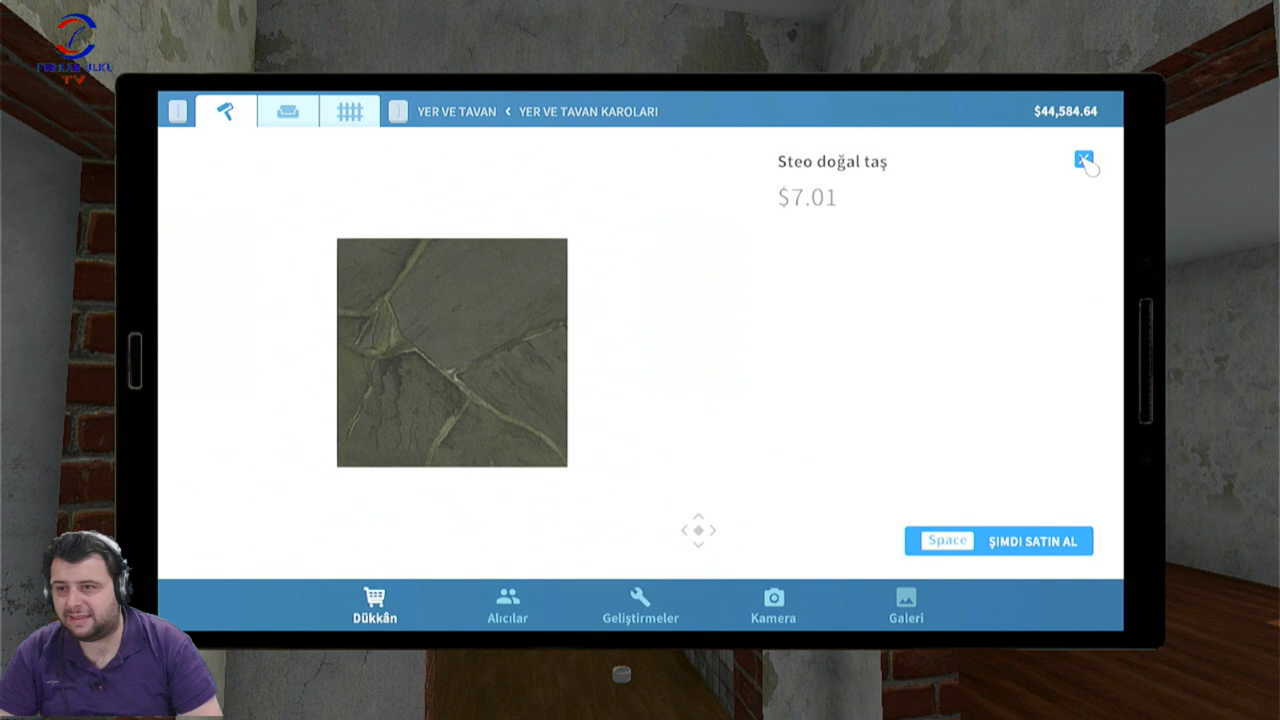 YER VE TAVAN < YER VE TAVAN KAROLARI
$44,584.64
Steo doğal taş
$7.01
Space ŞIMDI SATIN AL
Dükkân
Alıcılar
Geliştirmeler
Kamera
Galeri
TV